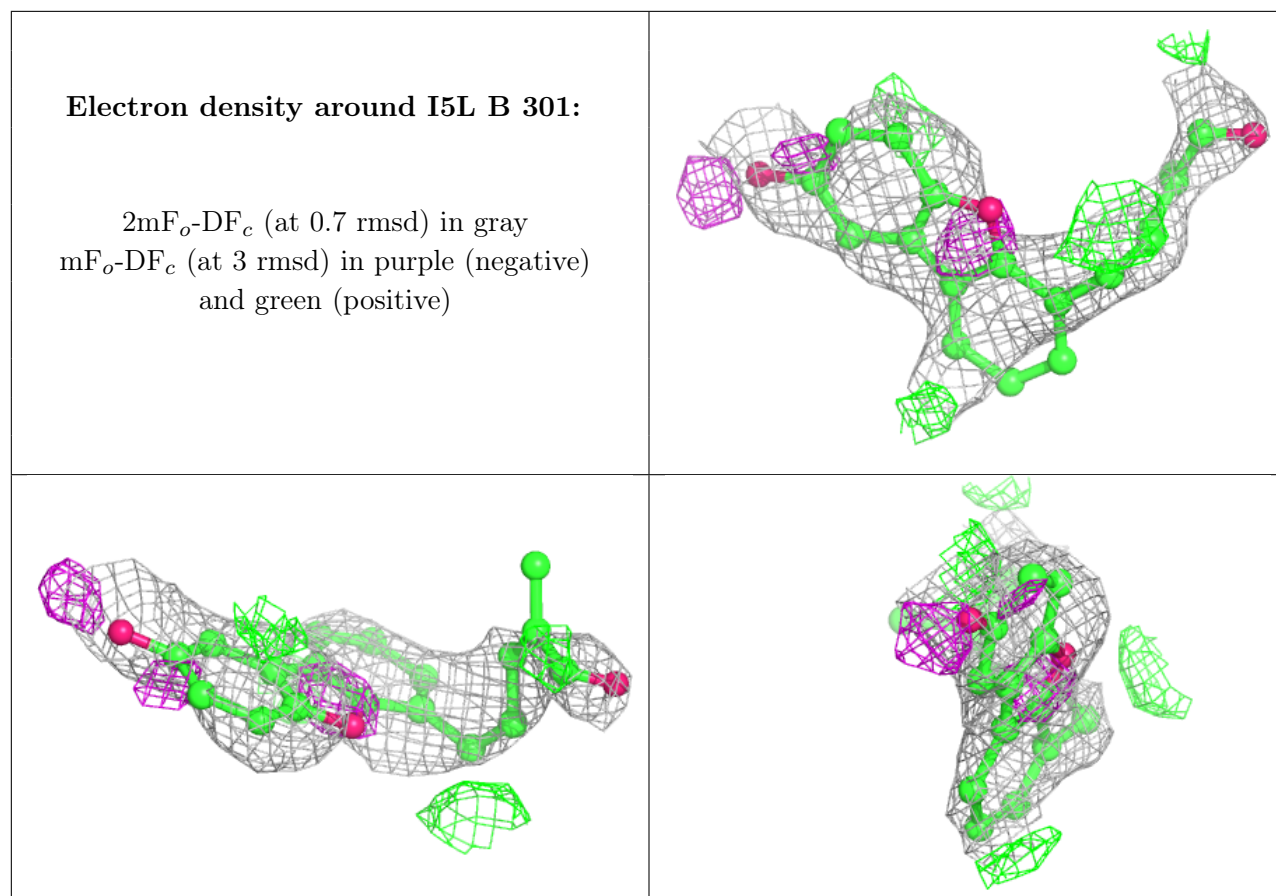 Electron density around I5L B 301:
2mFo-DFc (at 0.7 rmsd) in gray
mFo-DFc (at 3 rmsd) in purple (negative)
and green (positive)